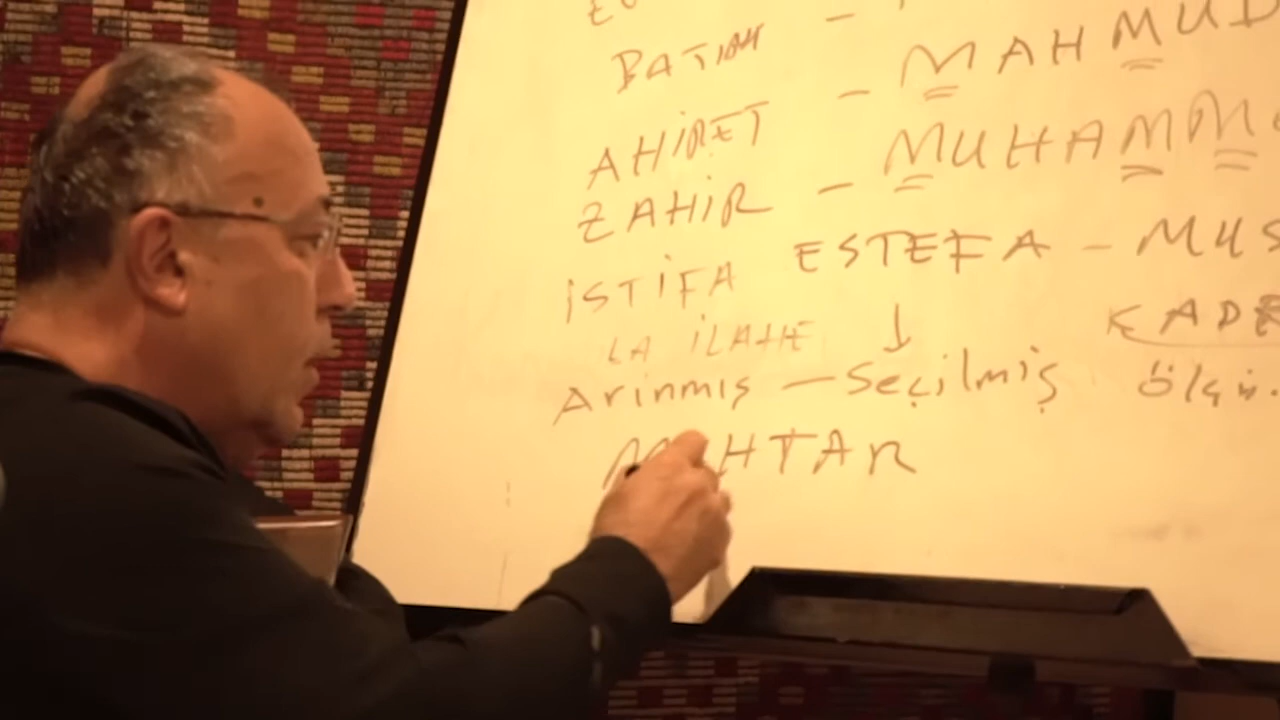 BATIN - MAHMUD
AHİRET - MUHAMM
ZAHİR - 
İSTİFA ESTEFA - MUS
LA İLAHE ↓ KADE
Arınmış - Seçilmiş ölçü.
MUHTAR